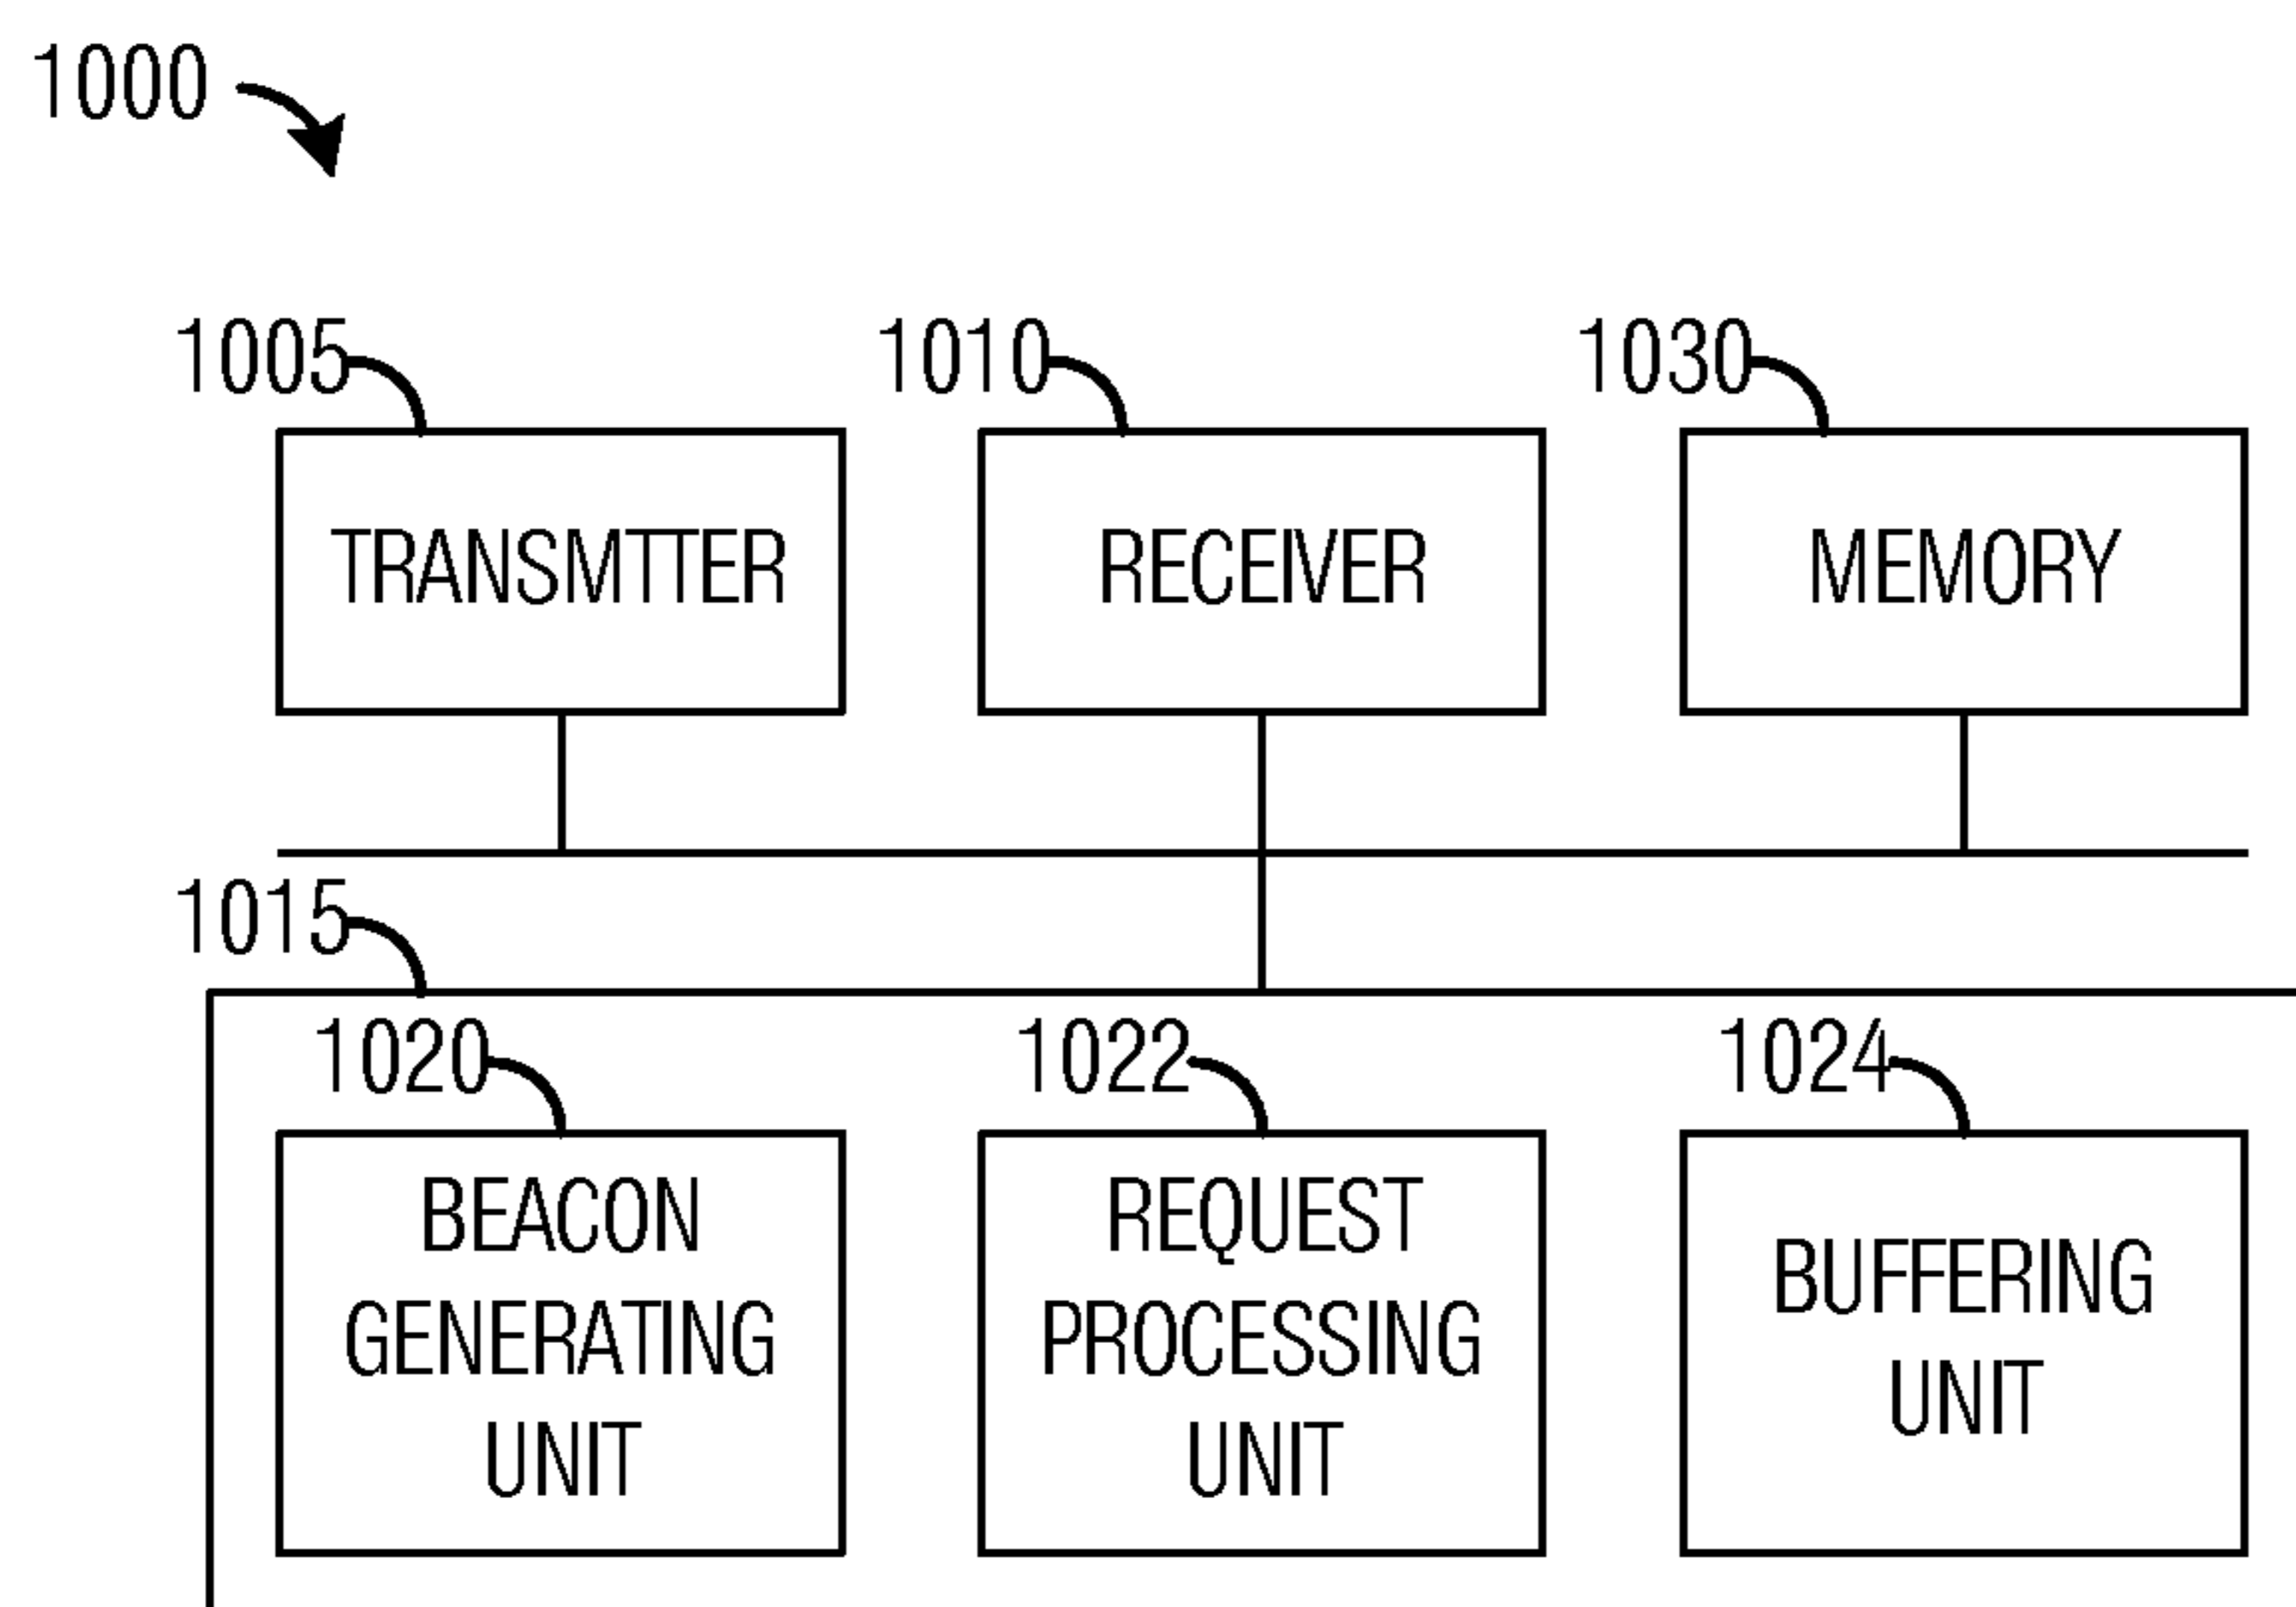 1000
1005
1010
1030
TRANSMTTER
RECEIVER
MEMORY
1015
1020
1022
1024
BEACON
GENERATING
UNIT
REQUEST
PROCESSING
UNIT
BUFFERING
UNIT